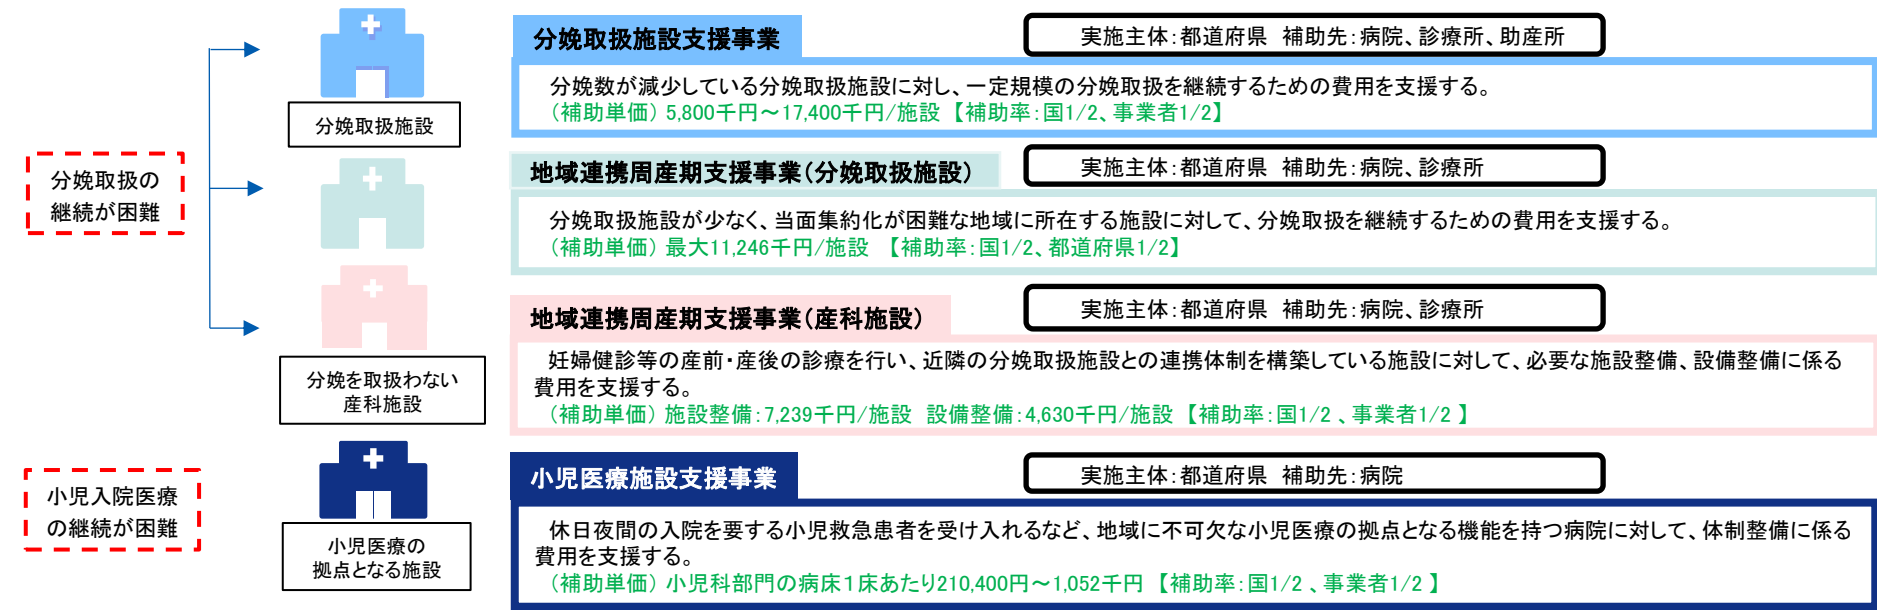 分娩取扱施設支援事業
実施主体:都道府県 補助先:病院、診療所、助産所
分娩数が減少している分娩取扱施設に対し、一定規模の分娩取扱を継続するための費用を支援する。
(補助単価) 5,800千円～17,400千円/施設 【補助率:国1/2、事業者1/2】
分娩取扱施設
分娩取扱の
継続が困難
地域連携周産期支援事業(分娩取扱施設)
実施主体:都道府県 補助先:病院、診療所
分娩取扱施設が少なく、当面集約化が困難な地域に所在する施設に対して、分娩取扱を継続するための費用を支援する。
(補助単価) 最大11,246千円/施設 【補助率:国1/2、都道府県1/2】
地域連携周産期支援事業(産科施設)
実施主体:都道府県 補助先:病院、診療所
妊婦健診等の産前・産後の診療を行い、近隣の分娩取扱施設との連携体制を構築している施設に対して、必要な施設整備、設備整備に係る
費用を支援する。
(補助単価) 施設整備:7,239千円/施設 設備整備:4,630千円/施設 【補助率:国1/2 、事業者1/2 】
分娩を取扱わない
産科施設
小児入院医療
の継続が困難
小児医療施設支援事業
実施主体:都道府県 補助先:病院
休日夜間の入院を要する小児救急患者を受け入れるなど、地域に不可欠な小児医療の拠点となる機能を持つ病院に対して、体制整備に係る
費用を支援する。
(補助単価) 小児科部門の病床１床あたり210,400円～1,052千円 【補助率:国1/2 、事業者1/2 】
小児医療の
拠点となる施設